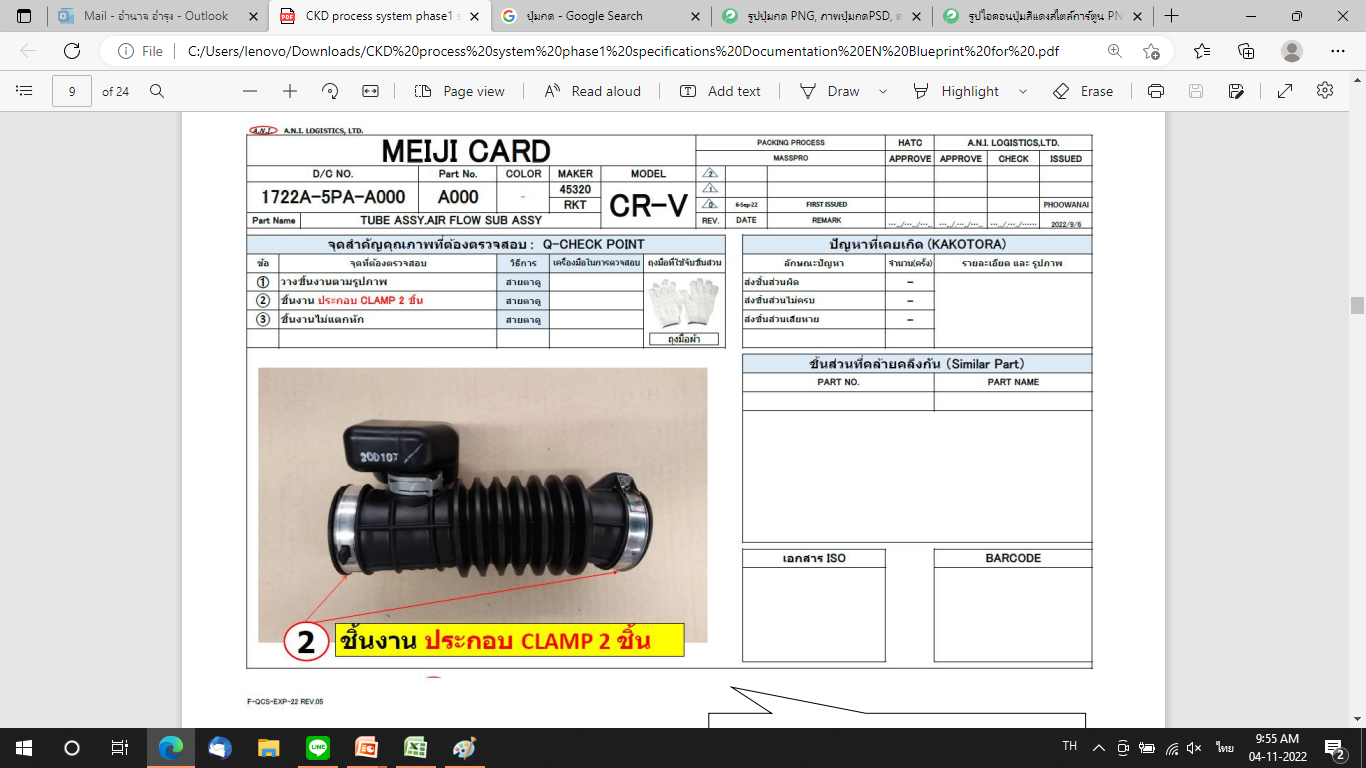 Mail - อำนาจ อำรุง - Outlook
CKD process system phase1 s
ปุ่มกด - Google Search
รูปปุ่มกด PNG, ภาพปุ่มกดPSD, ด
รูปไอคอนปุ่มสีแดงสไตล์การ์ตูน PN
File
C:/Users/lenovo/Downloads/CKD%20process%20system%20phase1%20specifications%20Documentation%20EN%20Blueprint%20for%20.pdf
9 of 24
Page view
Read aloud
Add text
Draw
Highlight
Erase
A.N.I. A.N.I. LOGISTICS, LTD.
MEIJI CARD
PACKING PROCESS HATC A.N.I. LOGISTICS,LTD.
MASSPRO APPROVE APPROVE CHECK ISSUED
D/C NO. Part No. COLOR MAKER MODEL
1722A-5PA-A000 A000 - 45320 RKT CR-V
2
1
0 6-Sep-22 FIRST ISSUED PHOOWANAI
REV. DATE REMARK ...../...../..... ...../...../..... ...../...../...... 2022/9/6
Part Name TUBE ASSY.AIR FLOW SUB ASSY
จุดสำคัญคุณภาพที่ต้องตรวจสอบ : Q-CHECK POINT
ข้อ จุดที่ต้องตรวจสอบ วิธีการ เครื่องมือในการตวจสอบ ถุงมือที่ใช้จับชิ้นส่วน
1 วางชิ้นงานตามรูปภาพ สายตาดู
2 ชิ้นงาน ประกอบ CLAMP 2 ชิ้น สายตาดู
3 ชิ้นงานไม่แตกหัก สายตาดู
ถุงมือผ้า
ปัญหาที่เคยเกิด (KAKOTORA)
ลักษณะปัญหา จำนวน(ครั้ง) รายละเอียด และ รูปภาพ
ส่งชิ้นส่วนผิด –
ส่งชิ้นส่วนไม่ครบ –
ส่งชิ้นส่วนเสียหาย –
ชิ้นส่วนที่คล้ายคลึงกัน (Similar Part)
PART NO. PART NAME
200107
2 ชิ้นงาน ประกอบ CLAMP 2 ชิ้น
เอกสาร ISO
BARCODE
F-QCS-EXP-22 REV.05
TH
ไทย
9:55 AM
04-11-2022
2